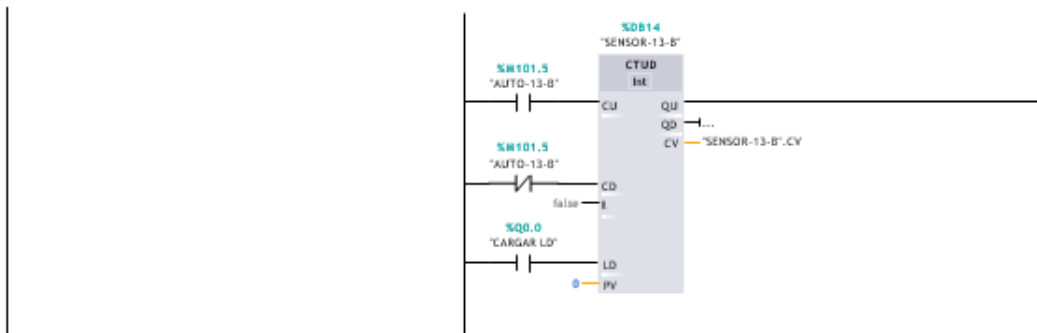 %DB14
"SENSOR-13-B"
CTUD
Int
%M101.5
"AUTO-13-B"
CU
QU
QD
...
CV
"SENSOR-13-B".CV
%M101.5
"AUTO-13-B"
CD
false
R
%Q0.0
"CARGAR LD"
LD
0
PV